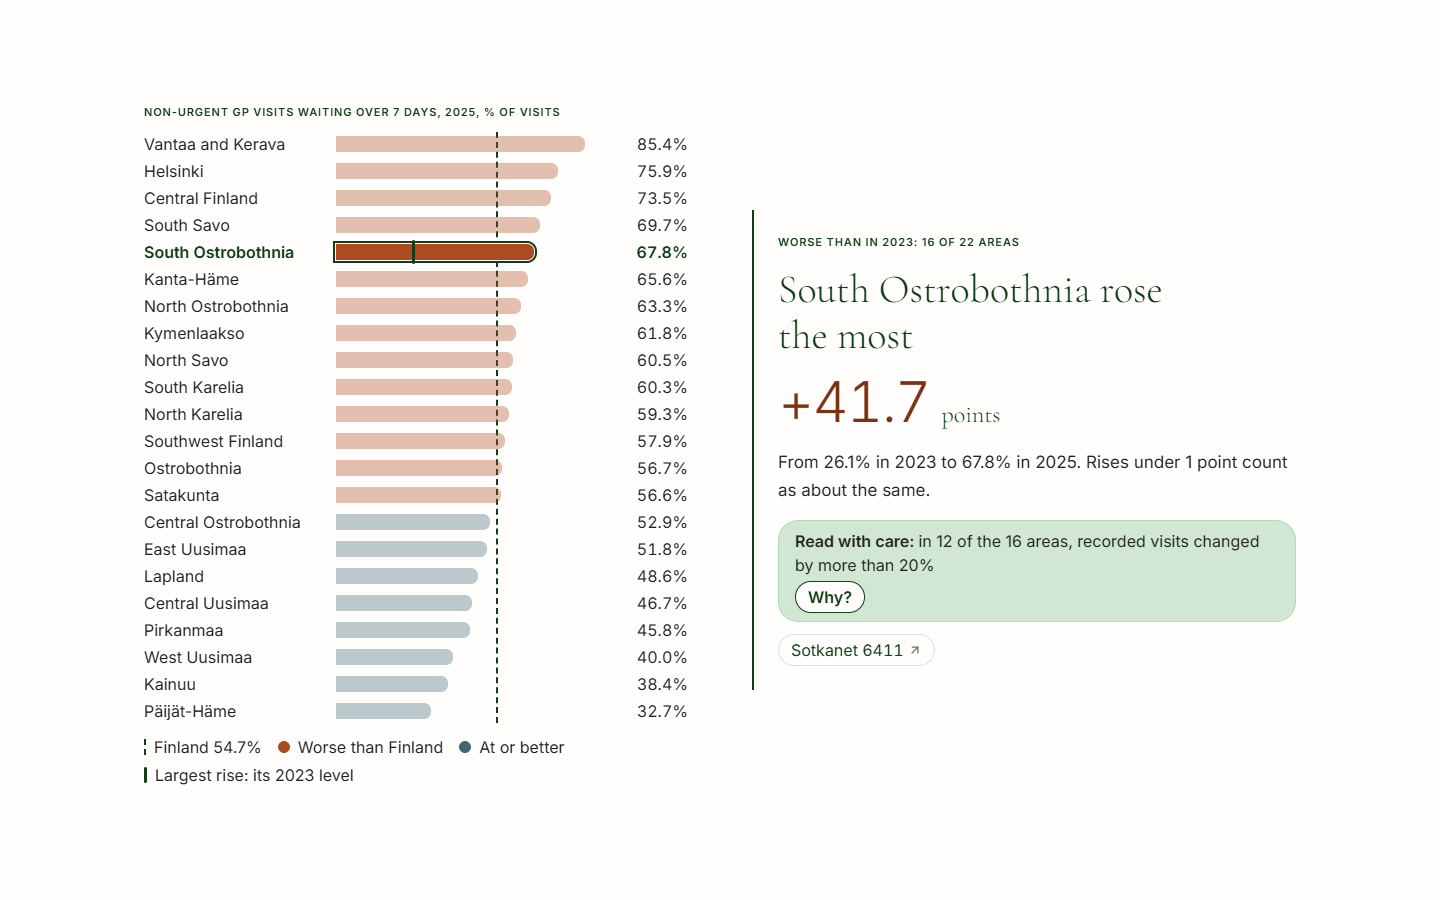 NON-URGENT GP VISITS WAITING OVER 7 DAYS, 2025, % OF VISITS
Vantaa and Kerava 85.4%
Helsinki 75.9%
Central Finland 73.5%
South Savo 69.7%
South Ostrobothnia 67.8%
Kanta-Häme 65.6%
North Ostrobothnia 63.3%
Kymenlaakso 61.8%
North Savo 60.5%
South Karelia 60.3%
North Karelia 59.3%
Southwest Finland 57.9%
Ostrobothnia 56.7%
Satakunta 56.6%
Central Ostrobothnia 52.9%
East Uusimaa 51.8%
Lapland 48.6%
Central Uusimaa 46.7%
Pirkanmaa 45.8%
West Uusimaa 40.0%
Kainuu 38.4%
Päijät-Häme 32.7%
Finland 54.7% Worse than Finland At or better
Largest rise: its 2023 level
WORSE THAN IN 2023: 16 OF 22 AREAS
South Ostrobothnia rose
the most
+41.7 points
From 26.1% in 2023 to 67.8% in 2025. Rises under 1 point count
as about the same.
Read with care: in 12 of the 16 areas, recorded visits changed
by more than 20%
Why?
Sotkanet 6411